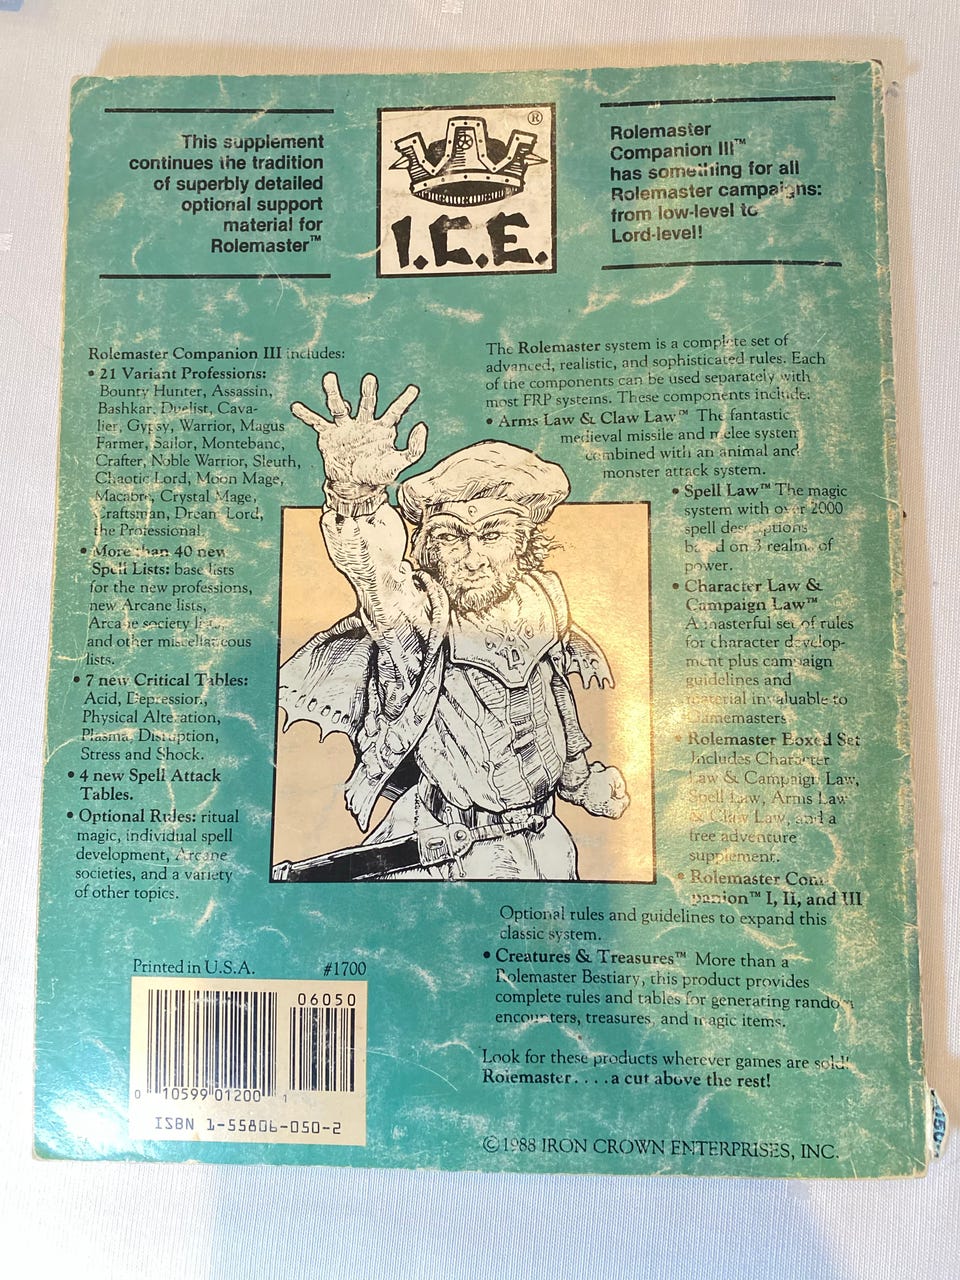 This supplement
continues the tradition
of superbly detailed
optional support
material for
Rolemaster™
®
I.C.E.
Rolemaster
Companion III™
has something for all
Rolemaster campaigns:
from low-level to
Lord-level!
Rolemaster Companion III includes:
• 21 Variant Professions:
Bounty Hunter, Assassin,
Bashkar, Duelist, Cava-
lier, Gypsy, Warrior, Magus
Farmer, Sailor, Montebanc,
Crafter, Noble Warrior, Sleuth,
Chaotic Lord, Moon Mage,
Macabre, Crystal Mage,
Craftsman, Dream Lord,
the Professional.
• More than 40 new
Spell Lists: base lists
for the new professions,
new Arcane lists,
Arcane society lists,
and other miscellaneous
lists.
• 7 new Critical Tables:
Acid, Depression,
Physical Alteration,
Plasma, Disruption,
Stress and Shock.
• 4 new Spell Attack
Tables.
• Optional Rules: ritual
magic, individual spell
development, Arcane
societies, and a variety
of other topics.
The Rolemaster system is a complete set of
advanced, realistic, and sophisticated rules. Each
of the components can be used separately with
most FRP systems. These components include:
• Arms Law & Claw Law™ The fantastic
medieval missile and melee system
combined with an animal and
monster attack system.
• Spell Law™ The magic
system with over 2000
spell descriptions
based on 3 realms of
power.
• Character Law &
Campaign Law™
A masterful set of rules
for character develop-
ment plus campaign
guidelines and
material invaluable to
Gamemasters
• Rolemaster Boxed Set
Includes Character
Law & Campaign Law,
Spell Law, Arms Law
& Claw Law, and a
free adventure
supplement.
• Rolemaster Com-
panion™ I, II, and III
Optional rules and guidelines to expand this
classic system.
• Creatures & Treasures™ More than a
Rolemaster Bestiary, this product provides
complete rules and tables for generating random
encounters, treasures, and magic items.
Look for these products wherever games are sold!
Rolemaster. . . . a cut above the rest!
Printed in U.S.A. #1700
06050
0 10599 01200 1
ISBN 1-55806-050-2
©1988 IRON CROWN ENTERPRISES, INC.